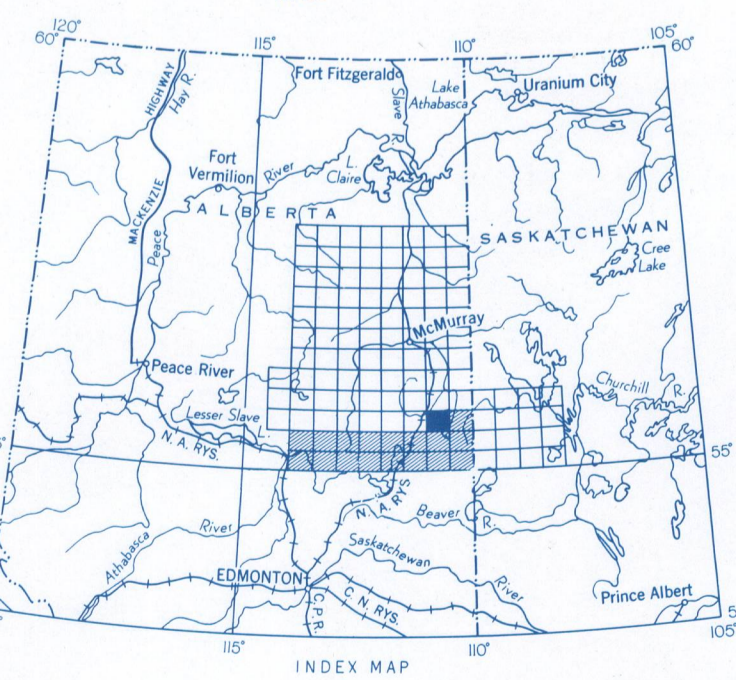 120°
60°
115°
110°
105°
60°
HIGHWAY
Hay R.
Fort Fitzgerald
Slave R.
Lake
Athabasca
Uranium City
Fort
Vermilion
River
L.
Claire
ALBERTA
MACKENZIE
Peace
SASKATCHEWAN
Cree
Lake
McMurray
Peace River
Churchill R.
Lesser Slave
L.
N. A. RYS.
55°
N. A. RYS
Beaver
R.
River
Athabasca
Saskatchewan
River
EDMONTON
C. N. RYS.
C.P.R.
Prince Albert
115°
110°
105°
INDEX MAP